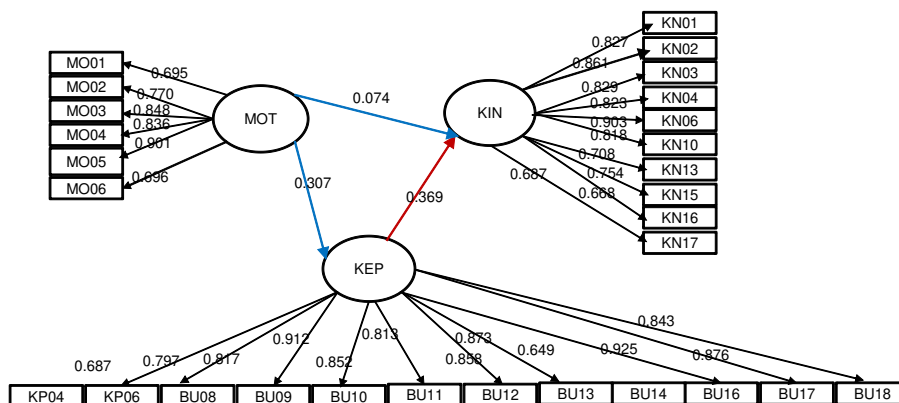 KN01
0.827
KN02
MO01
0.861
0.695
KN03
MO02
0.829
0.770
KN04
0.074
0.823
MO03
0.848
MOT
KIN
KN06
0.903
MO04
0.836
0.818
KN10
0.901
MO05
0.708
KN13
0.754
MO06
0.696
0.307
0.687
0.369
0.668
KN15
KN16
KN17
KEP
0.843
0.912
0.813
0.873
0.687
0.797
0.817
0.852
0.858
0.649
0.925
0.876
KP04 KP06 BU08 BU09 BU10 BU11 BU12 BU13 BU14 BU16 BU17 BU18